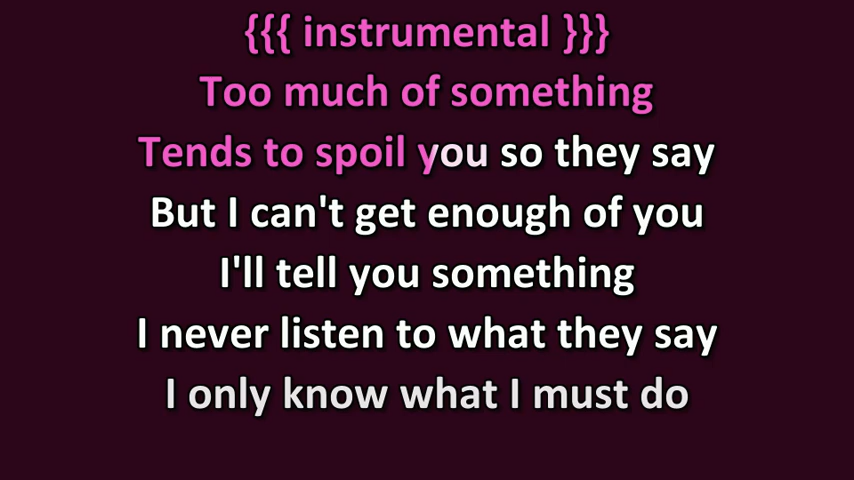 {{{ instrumental }}}
Too much of something
Tends to spoil you so they say
But I can't get enough of you
I'll tell you something
I never listen to what they say
I only know what I must do